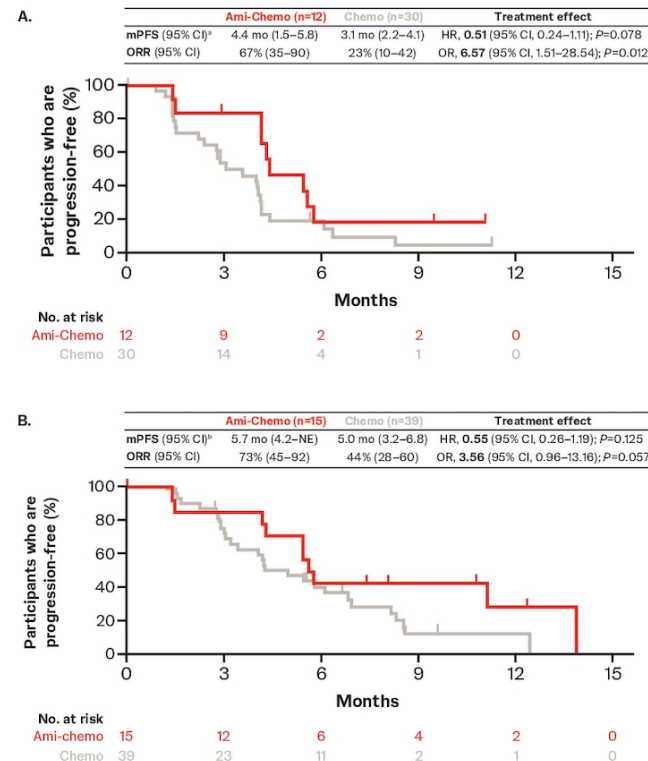 A.
Ami-Chemo (n=12) Chemo (n=30) Treatment effect
mPFS (95% CI)ᵃ 4.4 mo (1.5–5.8) 3.1 mo (2.2–4.1) HR, 0.51 (95% CI, 0.24–1.11); P=0.078
ORR (95% CI) 67% (35–90) 23% (10–42) OR, 6.57 (95% CI, 1.51–28.54); P=0.012
Participants who are
progression-free (%)
100
80
60
40
20
0
0 3 6 9 12 15
Months
No. at risk
Ami-Chemo 12 9 2 2 0
Chemo 30 14 4 1 0
B.
Ami-Chemo (n=15) Chemo (n=39) Treatment effect
mPFS (95% CI)ᵇ 5.7 mo (4.2–NE) 5.0 mo (3.2–6.8) HR, 0.55 (95% CI, 0.26–1.19); P=0.125
ORR (95% CI) 73% (45–92) 44% (28–60) OR, 3.56 (95% CI, 0.96–13.16); P=0.057
Participants who are
progression-free (%)
100
80
60
40
20
0
0 3 6 9 12 15
Months
No. at risk
Ami-chemo 15 12 6 4 2 0
Chemo 39 23 11 2 1 0